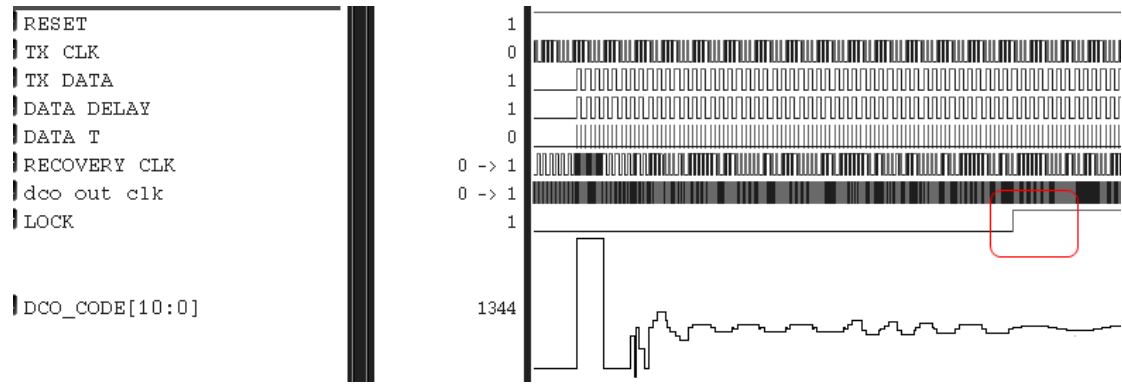 RESET 1
TX CLK 0
TX DATA 1
DATA DELAY 1
DATA T 0
RECOVERY CLK 0 -> 1
dco out clk 0 -> 1
LOCK 1
DCO_CODE[10:0] 1344